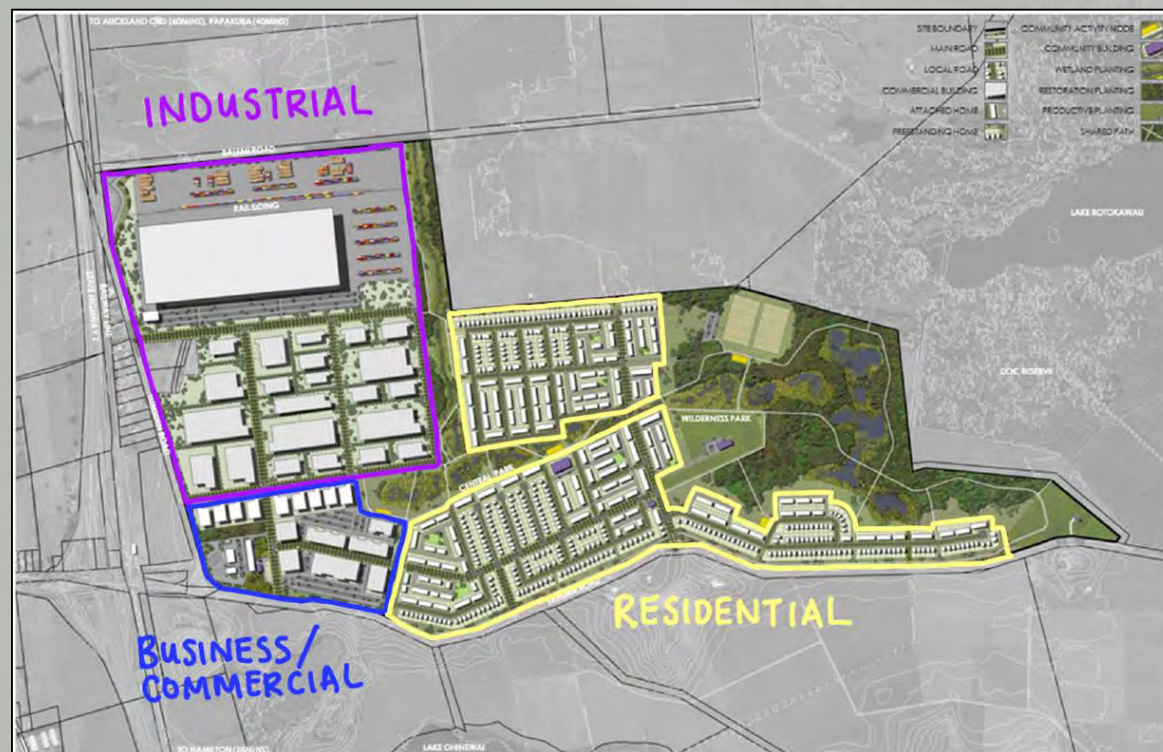 TO AUCKLAND CBD (60MINS), PAPAKURA (40MINS)
SITE BOUNDARY
MAIN ROAD
LOCAL ROAD
COMMERCIAL BUILDING
ATTACHED HOME
FREESTANDING HOME
COMMUNITY ACTIVITY NODE
COMMUNITY BUILDING
WETLAND PLANTING
RESTORATION PLANTING
PRODUCTIVE PLANTING
SHARED PATH
INDUSTRIAL
ROAD
RAIL SIDING
LAKE ROTOKAWAU
DOC RESERVE
WILDERNESS PARK
CENTRAL PARK
RESIDENTIAL
BUSINESS/
COMMERCIAL
LAKE OHINEWAI